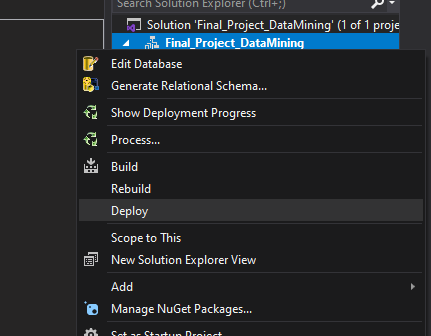 Search Solution Explorer (Ctrl+;)
Solution 'Final_Project_DataMining' (1 of 1 proje
Final_Project_DataMining
Edit Database
Generate Relational Schema...
Show Deployment Progress
Process...
Build
Rebuild
Deploy
Scope to This
New Solution Explorer View
Add
Manage NuGet Packages...
Set as Startup Project